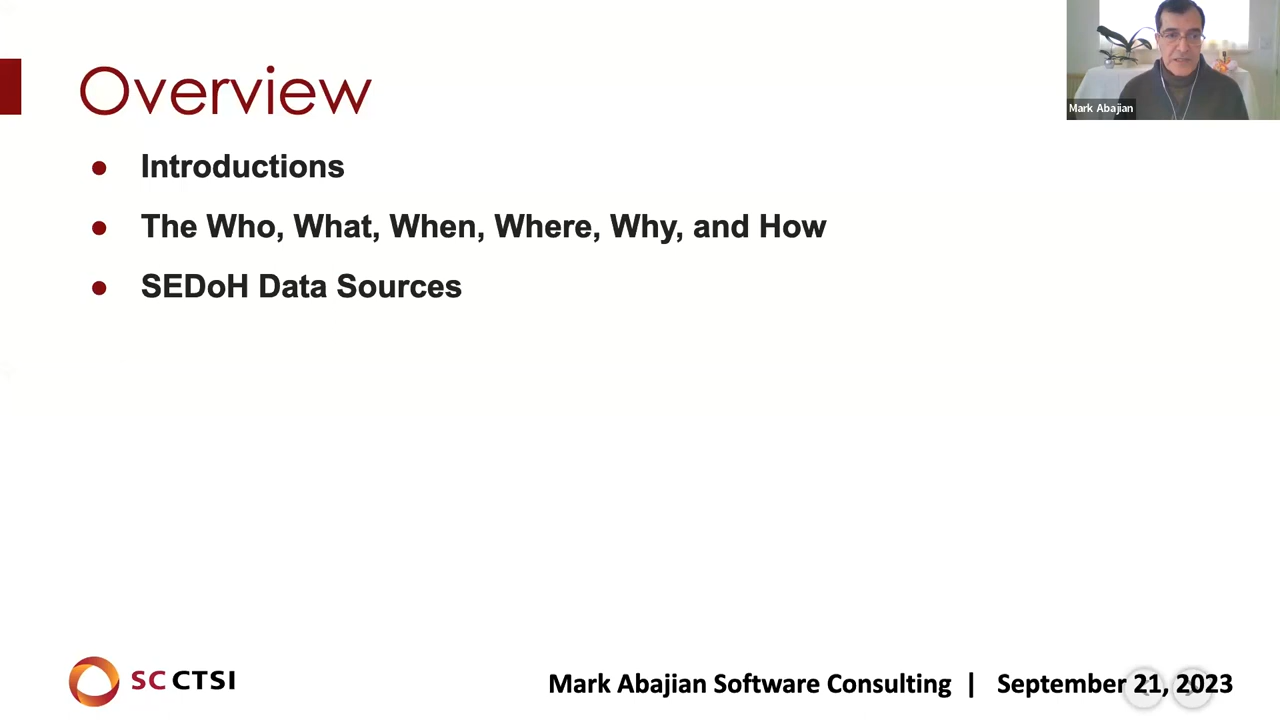 Overview
Mark Abajian
● Introductions
● The Who, What, When, Where, Why, and How
● SEDoH Data Sources
SC CTSI
Mark Abajian Software Consulting | September 21, 2023